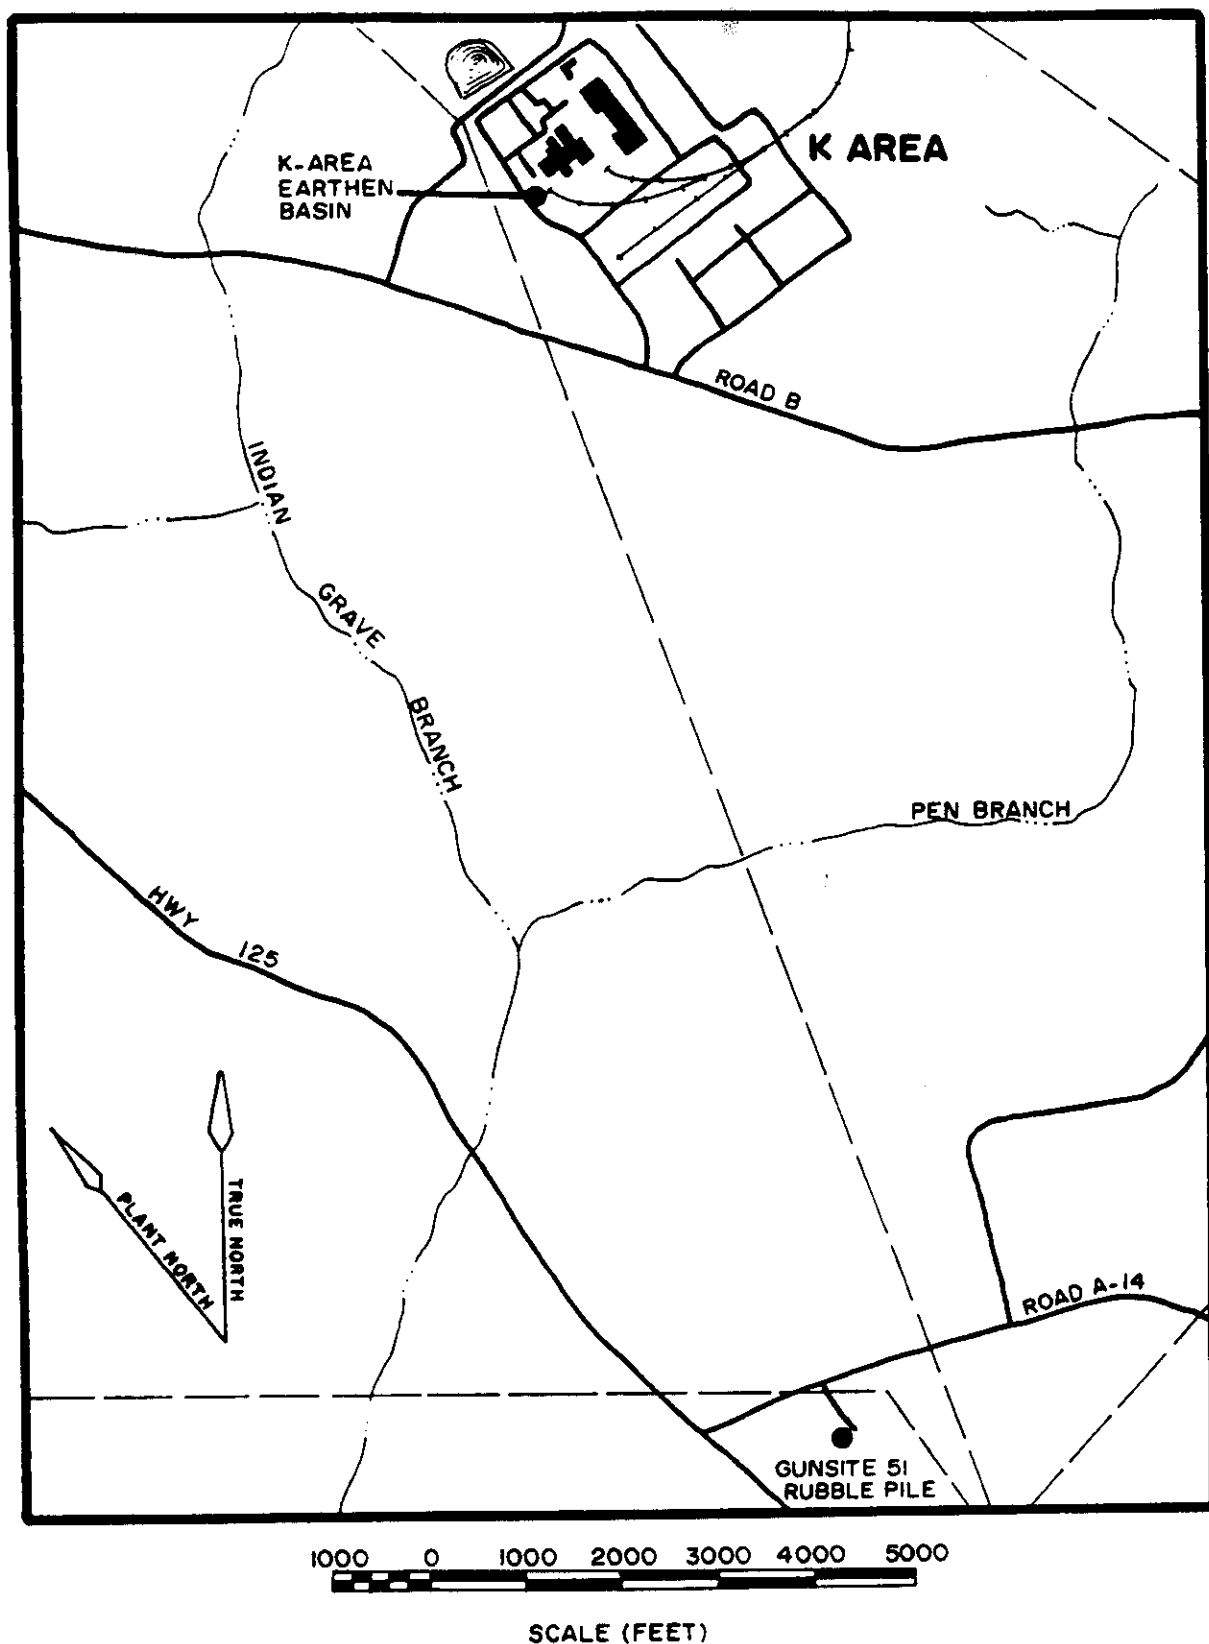 K AREA
K-AREA
EARTHEN
BASIN
ROAD B
INDIAN
GRAVE
BRANCH
PEN BRANCH
HWY
125
PLANT NORTH
TRUE NORTH
ROAD A-14
GUNSITE 51
RUBBLE PILE
1000 0 1000 2000 3000 4000 5000
SCALE (FEET)